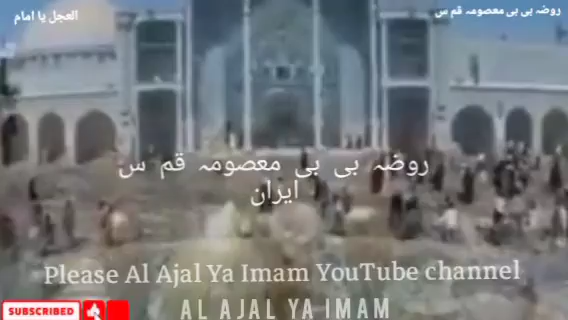 العجل یا امام
روضہ بی بی معصومہ قم س
روضہ بی بی معصومہ قم س
ایران
Please Al Ajal Ya Imam YouTube channel
SUBSCRIBED
AL AJAL YA IMAM